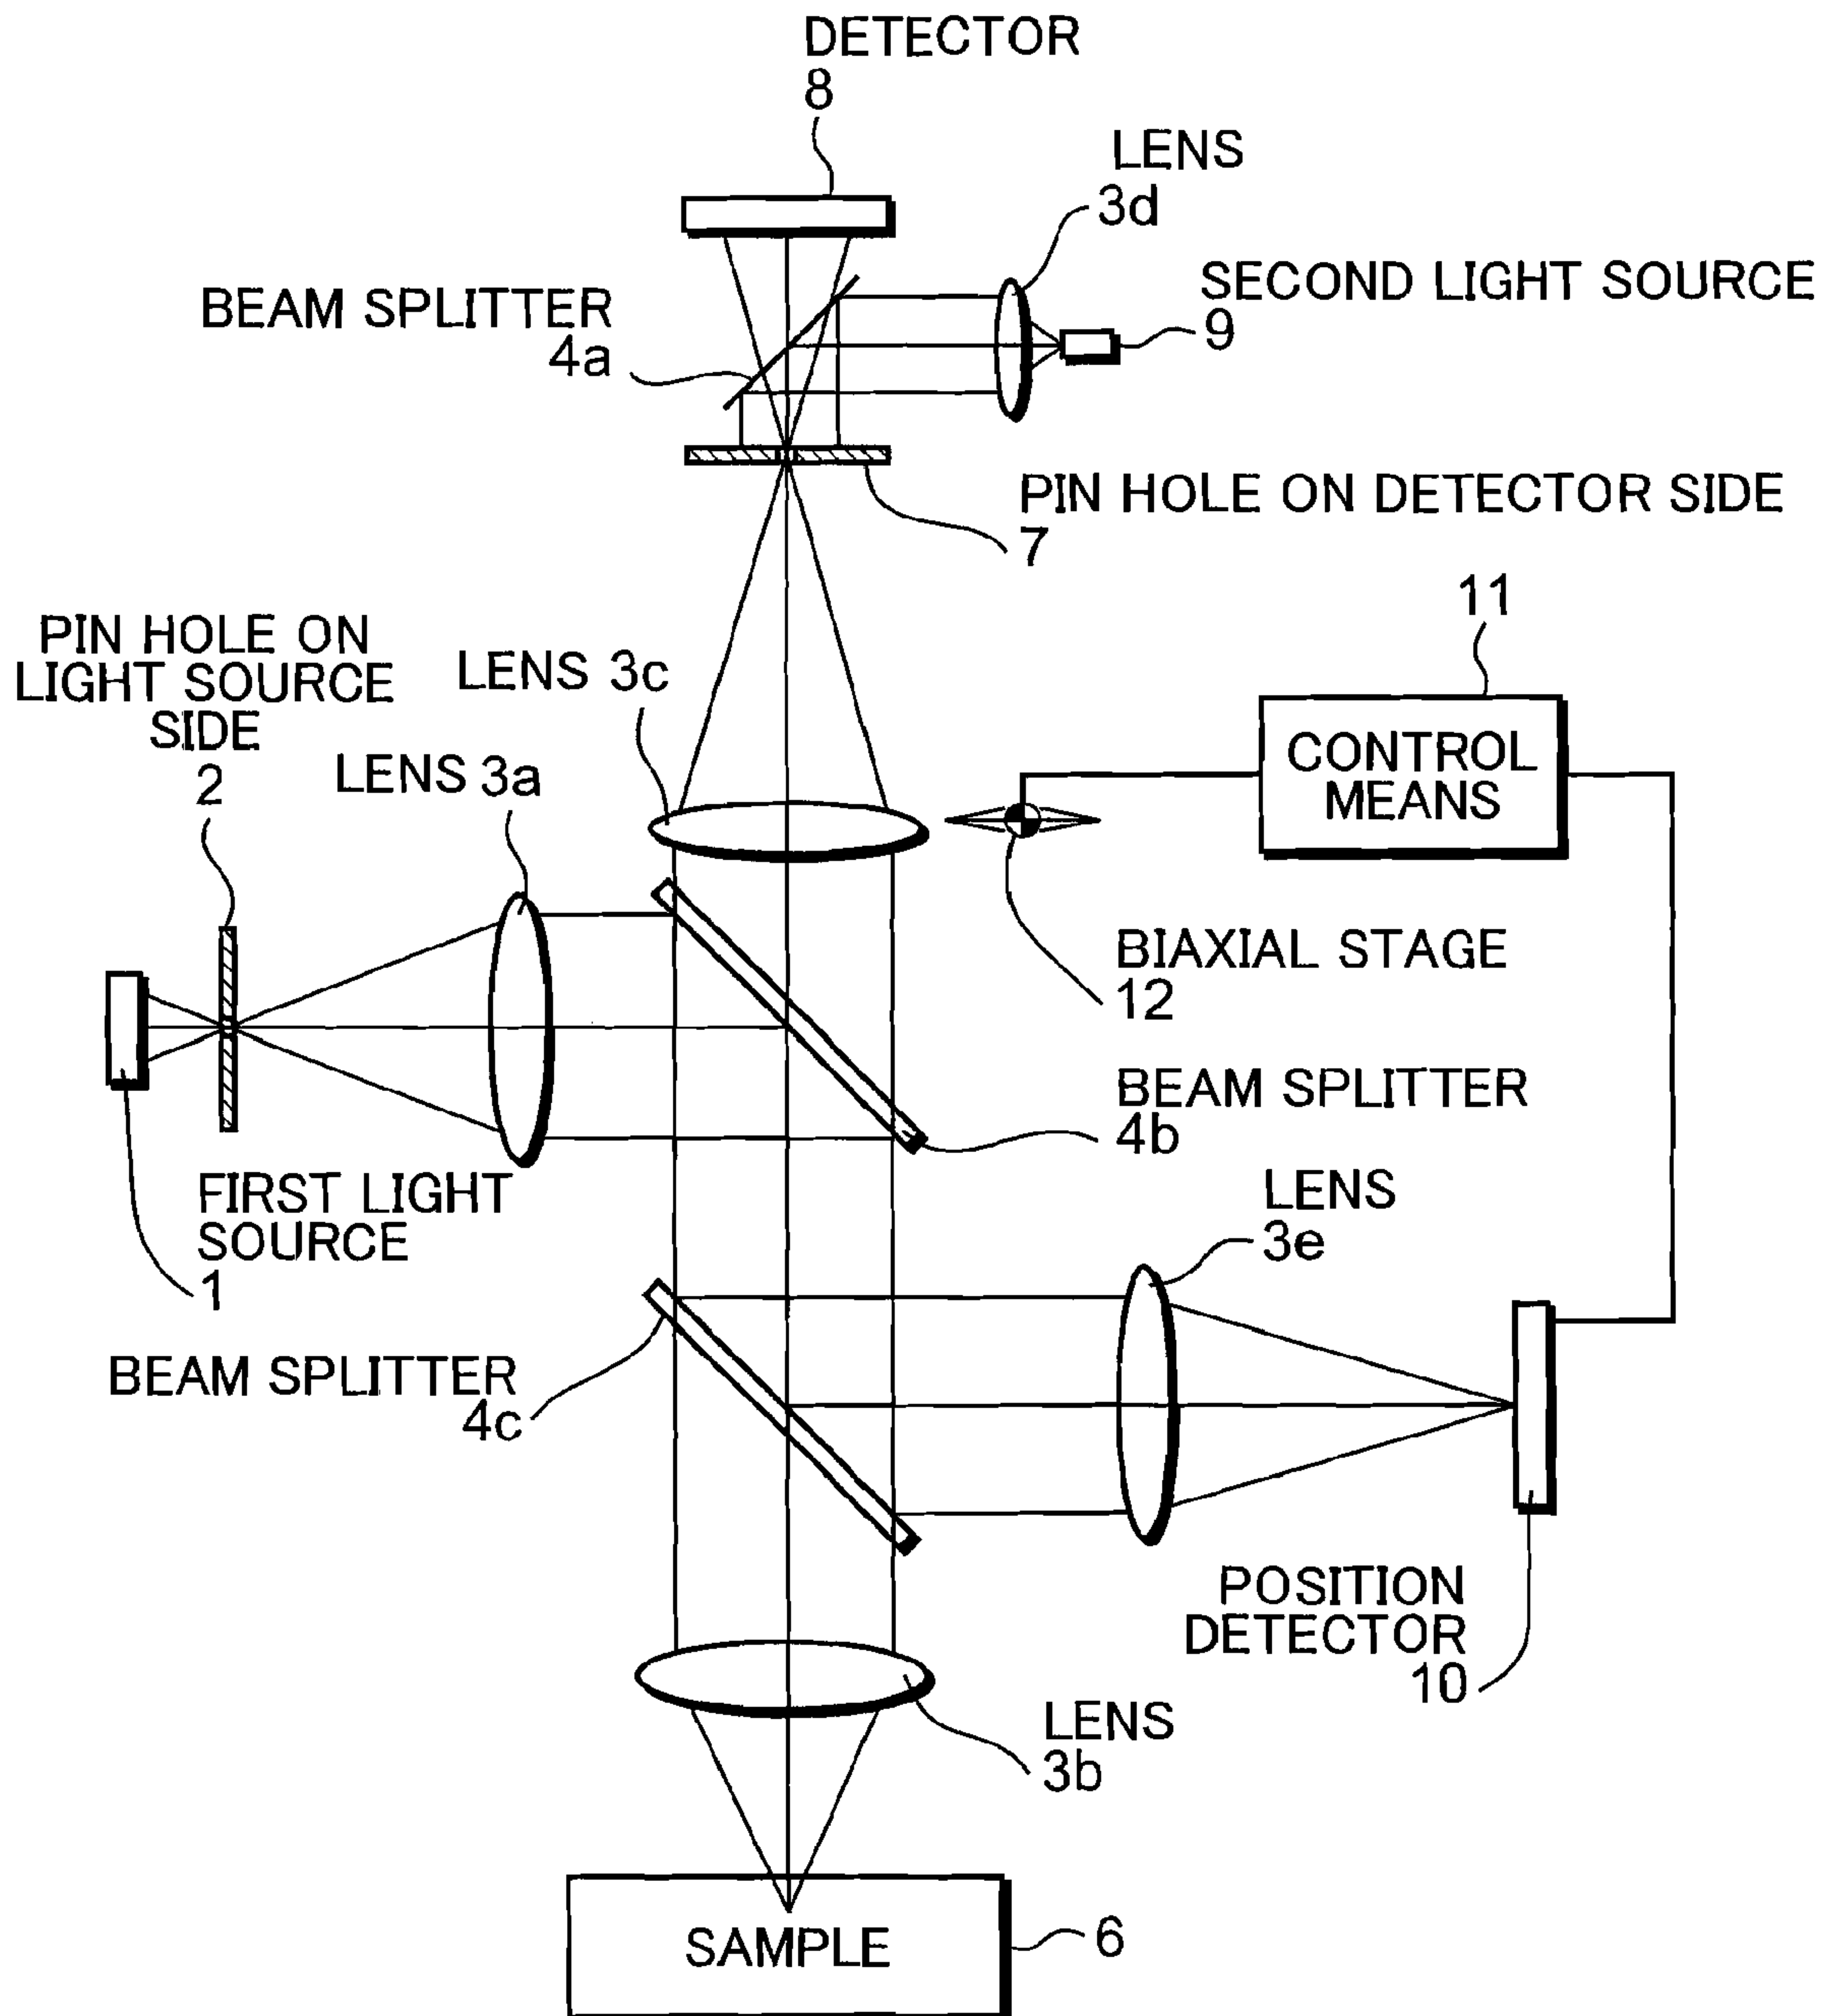 DETECTOR
8
LENS
3d
SECOND LIGHT SOURCE
9
BEAM SPLITTER
4a
PIN HOLE ON DETECTOR SIDE
7
11
CONTROL
MEANS
PIN HOLE ON
LIGHT SOURCE
SIDE
2
LENS 3c
LENS 3a
BIAXIAL STAGE
12
BEAM SPLITTER
4b
FIRST LIGHT
SOURCE
1
LENS
3e
BEAM SPLITTER
4c
POSITION
DETECTOR
10
LENS
3b
SAMPLE
6